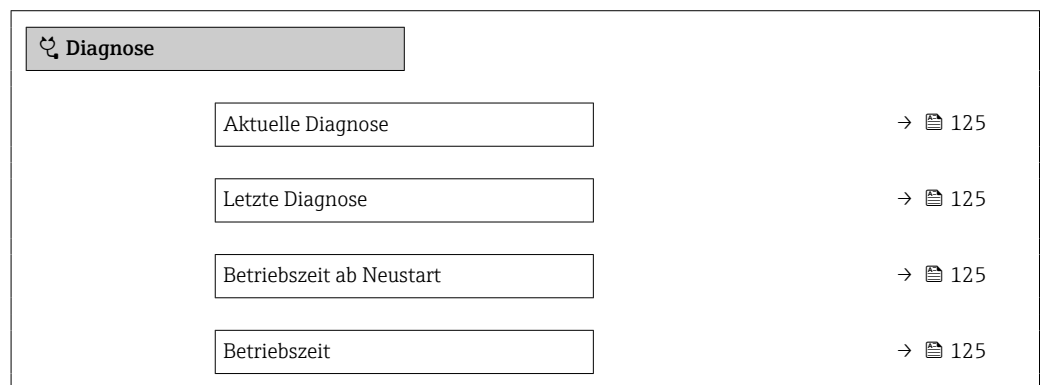 Diagnose
Aktuelle Diagnose → 125
Letzte Diagnose → 125
Betriebszeit ab Neustart → 125
Betriebszeit → 125